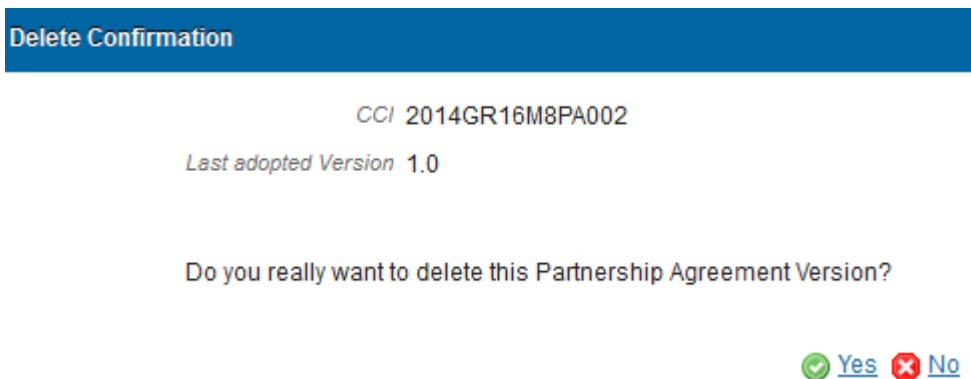 Delete Confirmation
CCI 2014GR16M8PA002
Last adopted Version 1.0
Do you really want to delete this Partnership Agreement Version?
Yes No